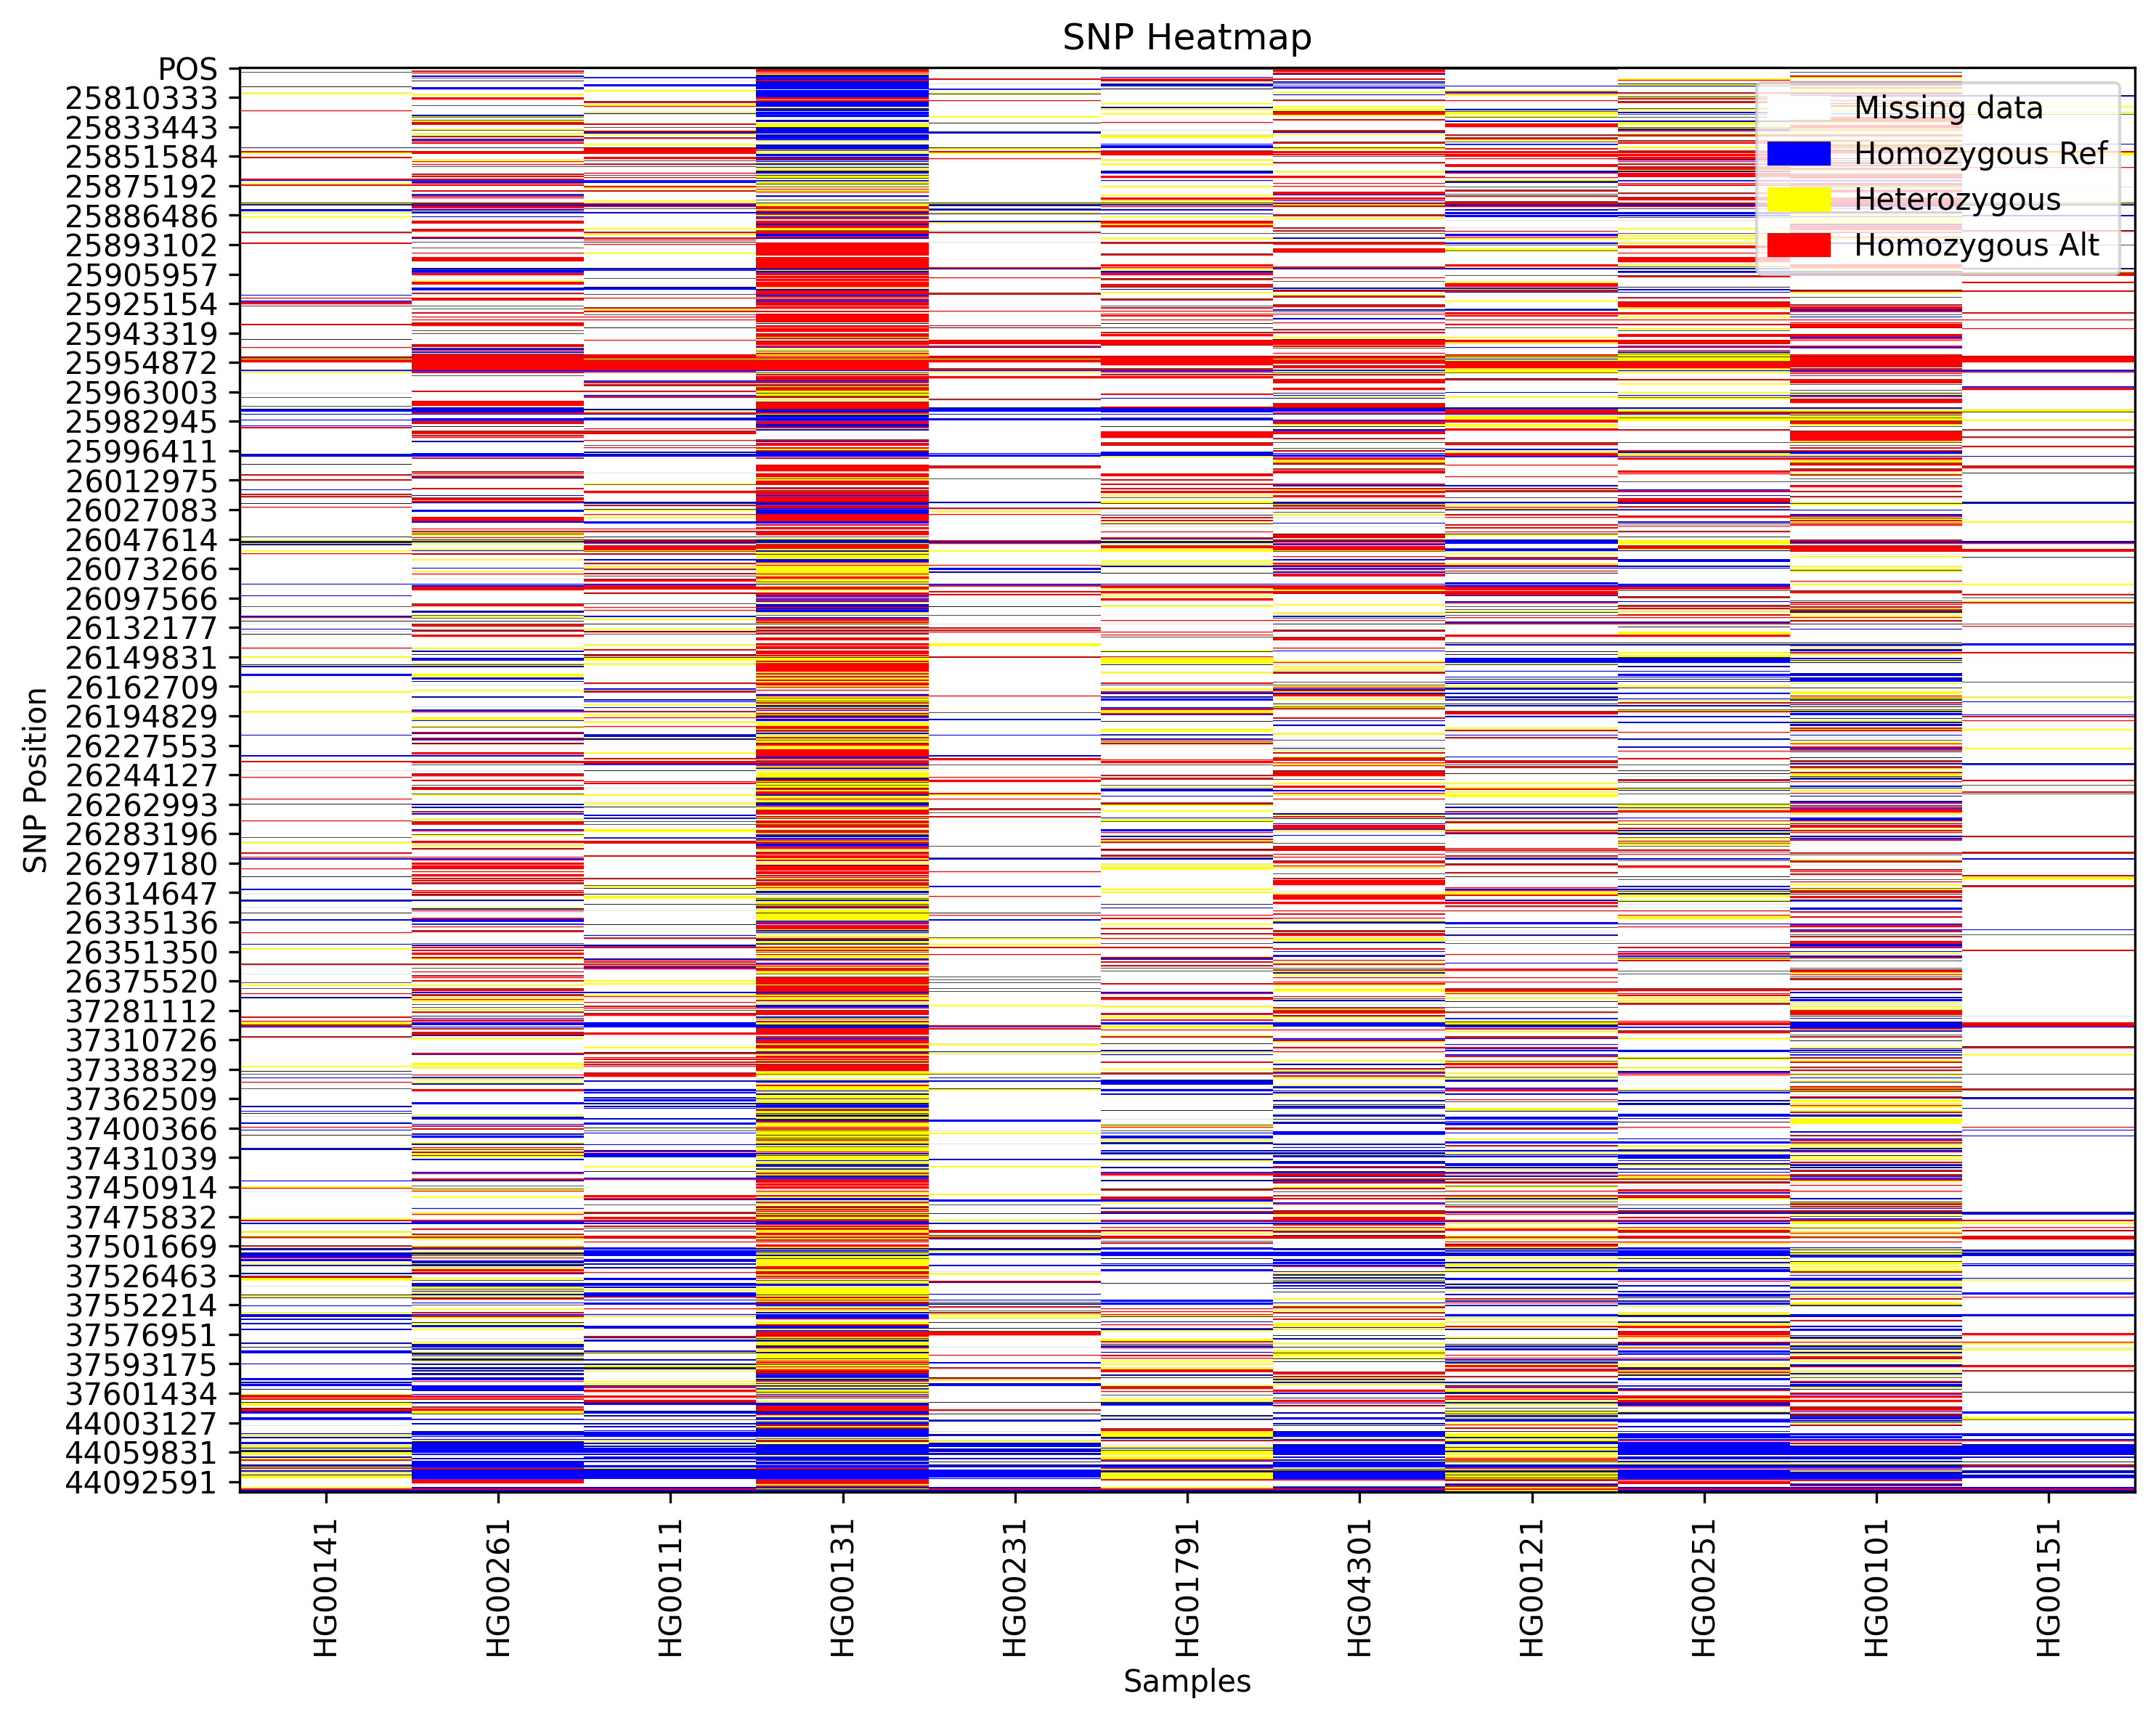 SNP Heatmap
Missing data
Homozygous Ref
Heterozygous
Homozygous Alt
SNP Position
POS
25810333
25833443
25851584
25875192
25886486
25893102
25905957
25925154
25943319
25954872
25963003
25982945
25996411
26012975
26027083
26047614
26073266
26097566
26132177
26149831
26162709
26194829
26227553
26244127
26262993
26283196
26297180
26314647
26335136
26351350
26375520
37281112
37310726
37338329
37362509
37400366
37431039
37450914
37475832
37501669
37526463
37552214
37576951
37593175
37601434
44003127
44059831
44092591
HG00141
HG00261
HG00111
HG00131
HG00231
HG01791
HG04301
HG00121
HG00251
HG00101
HG00151
Samples